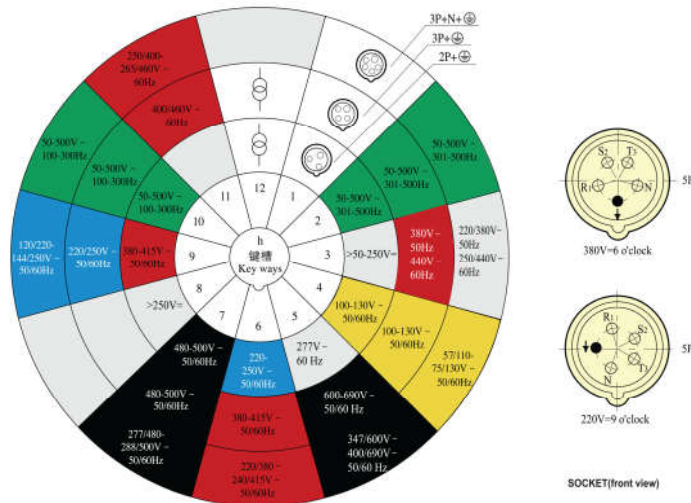 3P+N+
3P+
2P+
250/400-
265/460V~
60Hz
400/460V~
60Hz
50-500V~
100-300Hz
50-500V~
100-300Hz
50-500V~
100-300Hz
50-500V~
301-500Hz
50-500V~
301-500Hz
50-500V~
301-500Hz
11
12
1
10
2
9
3
8
4
7
6
5
h
键槽
Key ways
120/220-
144/250V~
50/60Hz
220/250V~
50/60Hz
380-415V~
50/60Hz
>50-250V=
380V~
50Hz
440V~
60Hz
220/380V~
50Hz
250/440V~
60Hz
>250V=
100-130V~
50/60Hz
100-130V~
50/60Hz
57/110-
75/130V~
50/60Hz
480-500V~
50/60Hz
480-500V~
50/60Hz
277/480~
288/500V~
50/60Hz
220-
250V~
50/60Hz
380-415V~
50/60Hz
220/380~
240/415V~
50/60Hz
277V~
60 Hz
600-690V~
50/60 Hz
347/600V~
400/690V~
50/60 Hz
S2
T3
R1
N
380V=6 o'clock
R1
S2
T3
N
220V=9 o'clock
SOCKET(front view)